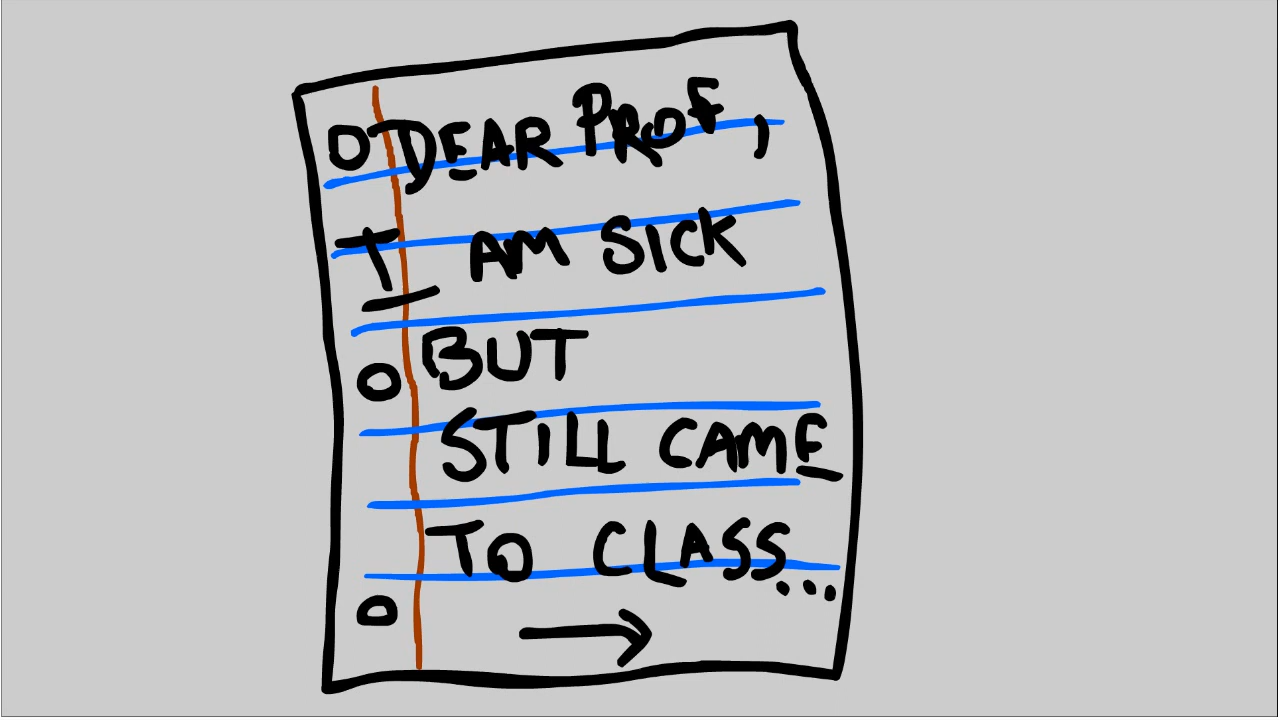 DEAR PROF,
I AM SICK
BUT
STILL CAME
TO CLASS...